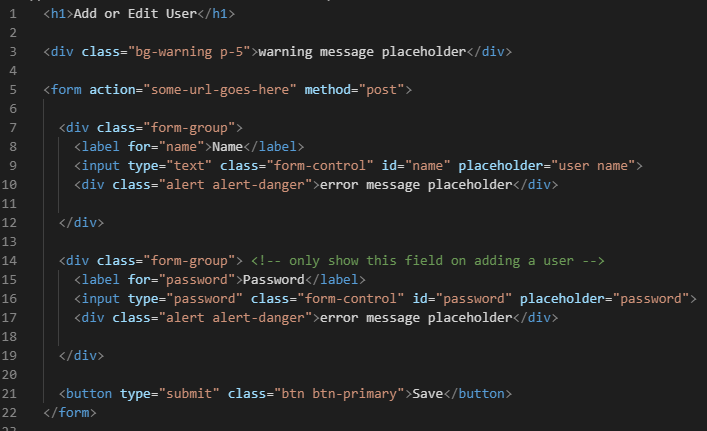 1 <h1>Add or Edit User</h1>
2
3 <div class="bg-warning p-5">warning message placeholder</div>
4
5 <form action="some-url-goes-here" method="post">
6
7 <div class="form-group">
8 <label for="name">Name</label>
9 <input type="text" class="form-control" id="name" placeholder="user name">
10 <div class="alert alert-danger">error message placeholder</div>
11
12 </div>
13
14 <div class="form-group"> <!-- only show this field on adding a user -->
15 <label for="password">Password</label>
16 <input type="password" class="form-control" id="password" placeholder="password">
17 <div class="alert alert-danger">error message placeholder</div>
18
19 </div>
20
21 <button type="submit" class="btn btn-primary">Save</button>
22 </form>